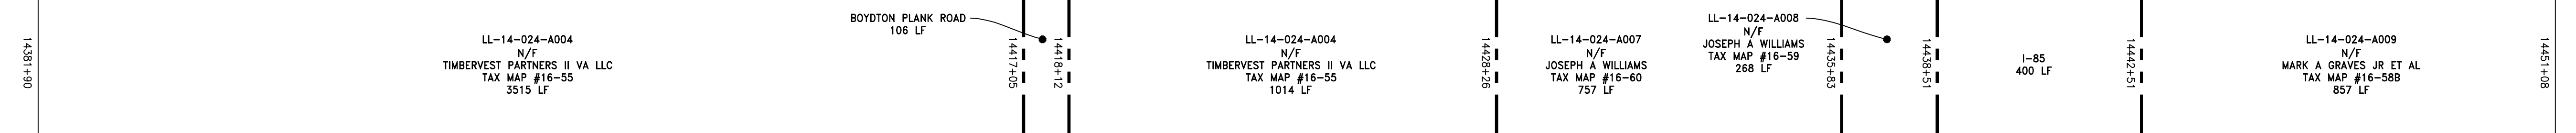 14381+90
LL-14-024-A004
N/F
TIMBERVEST PARTNERS II VA LLC
TAX MAP #16-55
3515 LF
BOYDTON PLANK ROAD
106 LF
14417+05
14418+12
LL-14-024-A004
N/F
TIMBERVEST PARTNERS II VA LLC
TAX MAP #16-55
1014 LF
14428+26
LL-14-024-A007
N/F
JOSEPH A WILLIAMS
TAX MAP #16-60
757 LF
LL-14-024-A008
N/F
JOSEPH A WILLIAMS
TAX MAP #16-59
268 LF
14435+83
14438+51
I-85
400 LF
14442+51
LL-14-024-A009
N/F
MARK A GRAVES JR ET AL
TAX MAP #16-58B
857 LF
14451+08